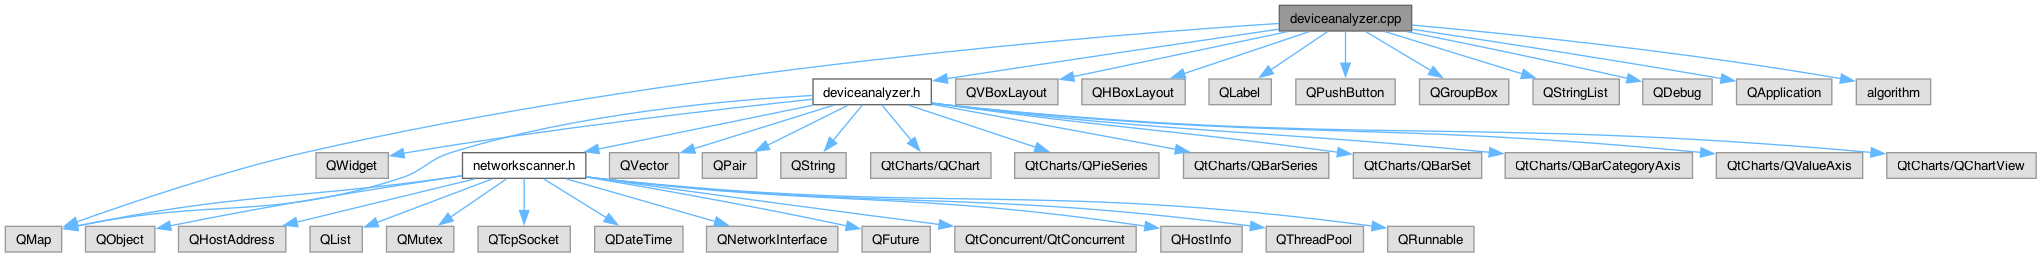 deviceanalyzer.cpp
deviceanalyzer.h
QVBoxLayout
QHBoxLayout
QLabel
QPushButton
QGroupBox
QStringList
QDebug
QApplication
algorithm
QWidget
networkscanner.h
QVector
QPair
QString
QtCharts/QChart
QtCharts/QPieSeries
QtCharts/QBarSeries
QtCharts/QBarSet
QtCharts/QBarCategoryAxis
QtCharts/QValueAxis
QtCharts/QChartView
QMap
QObject
QHostAddress
QList
QMutex
QTcpSocket
QDateTime
QNetworkInterface
QFuture
QtConcurrent/QtConcurrent
QHostInfo
QThreadPool
QRunnable